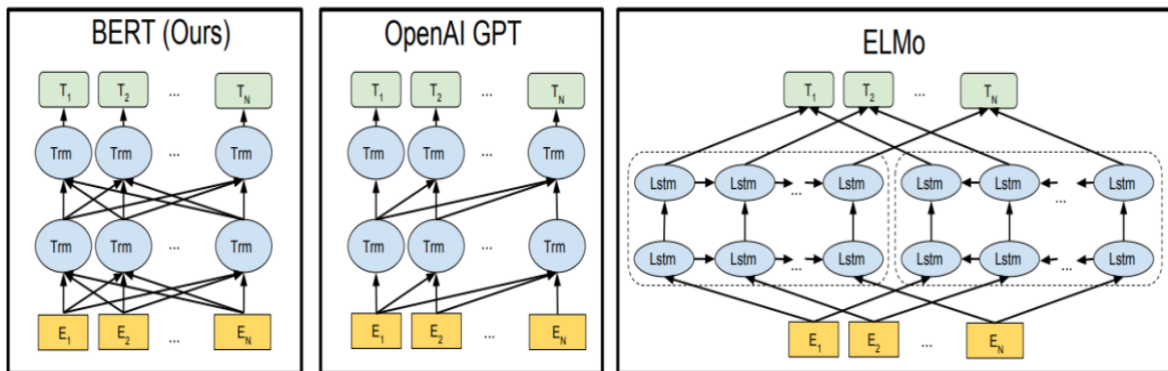 BERT (Ours)
T1 T2 ... TN
Trm Trm ... Trm
Trm Trm ... Trm
E1 E2 ... EN
OpenAI GPT
T1 T2 ... TN
Trm Trm ... Trm
Trm Trm ... Trm
E1 E2 ... EN
ELMo
T1 T2 ... TN
Lstm Lstm ... Lstm Lstm Lstm ... Lstm
Lstm Lstm ... Lstm Lstm Lstm ... Lstm
E1 E2 ... EN